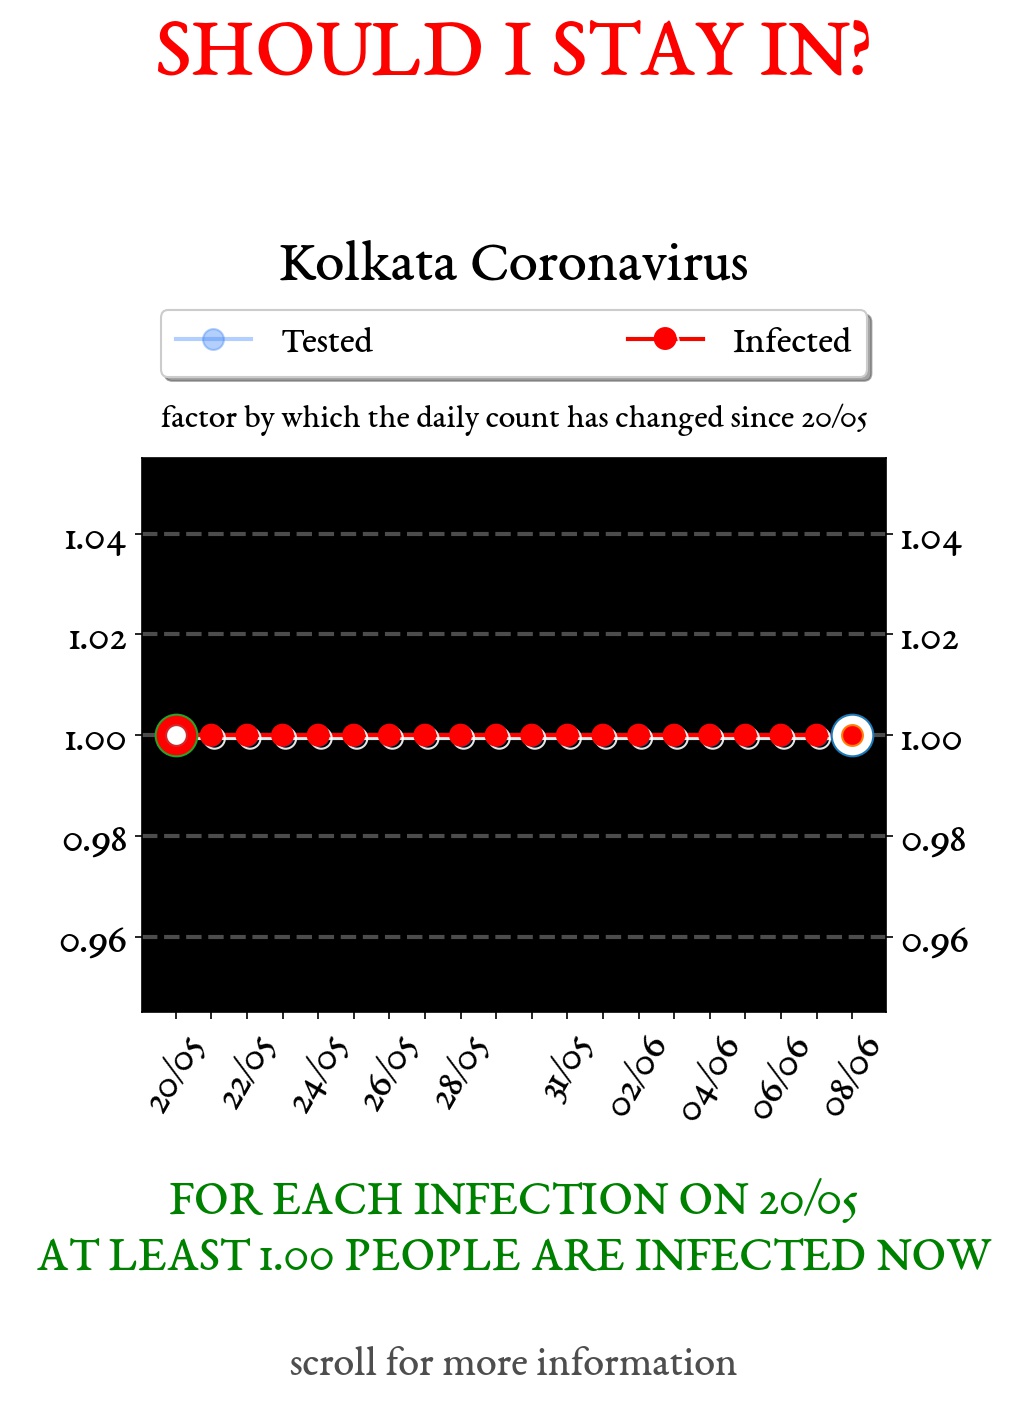 SHOULD I STAY IN?
Kolkata Coronavirus
Tested Infected
factor by which the daily count has changed since 20/05
1.04 1.04
1.02 1.02
1.00 1.00
0.98 0.98
0.96 0.96
20/05 22/05 24/05 26/05 28/05 31/05 02/06 04/06 06/06 08/06
FOR EACH INFECTION ON 20/05
AT LEAST 1.00 PEOPLE ARE INFECTED NOW
scroll for more information